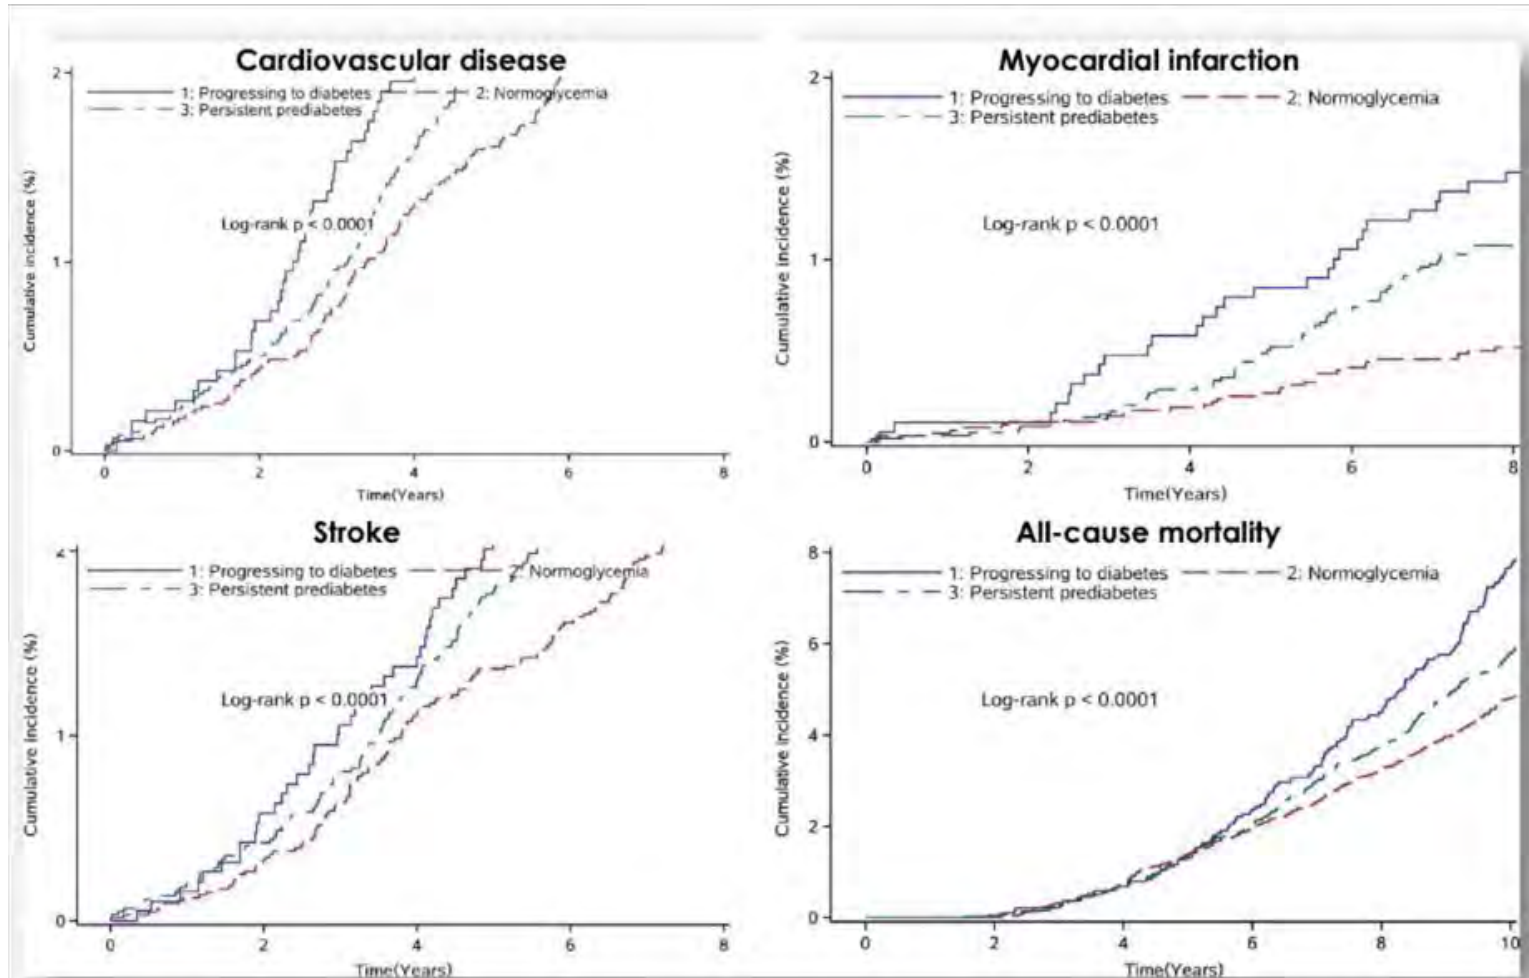 Cardiovascular disease
2
1: Progressing to diabetes 2: Normoglycemia
3: Persistent prediabetes
Log-rank p < 0.0001
1
0
Cumulative incidence (%)
0 2 4 6 8
Time(Years)
Myocardial infarction
2
1: Progressing to diabetes 2: Normoglycemia
3: Persistent prediabetes
Log-rank p < 0.0001
1
0
Cumulative incidence (%)
0 2 4 6 8
Time(Years)
Stroke
1: Progressing to diabetes 2: Normoglycemia
3: Persistent prediabetes
Log-rank p < 0.0001
1
0
Cumulative incidence (%)
0 2 4 6 8
Time(Years)
All-cause mortality
8
1: Progressing to diabetes 2: Normoglycemia
3: Persistent prediabetes
6
Log-rank p < 0.0001
4
2
0
Cumulative incidence (%)
0 2 4 6 8 10
Time(Years)